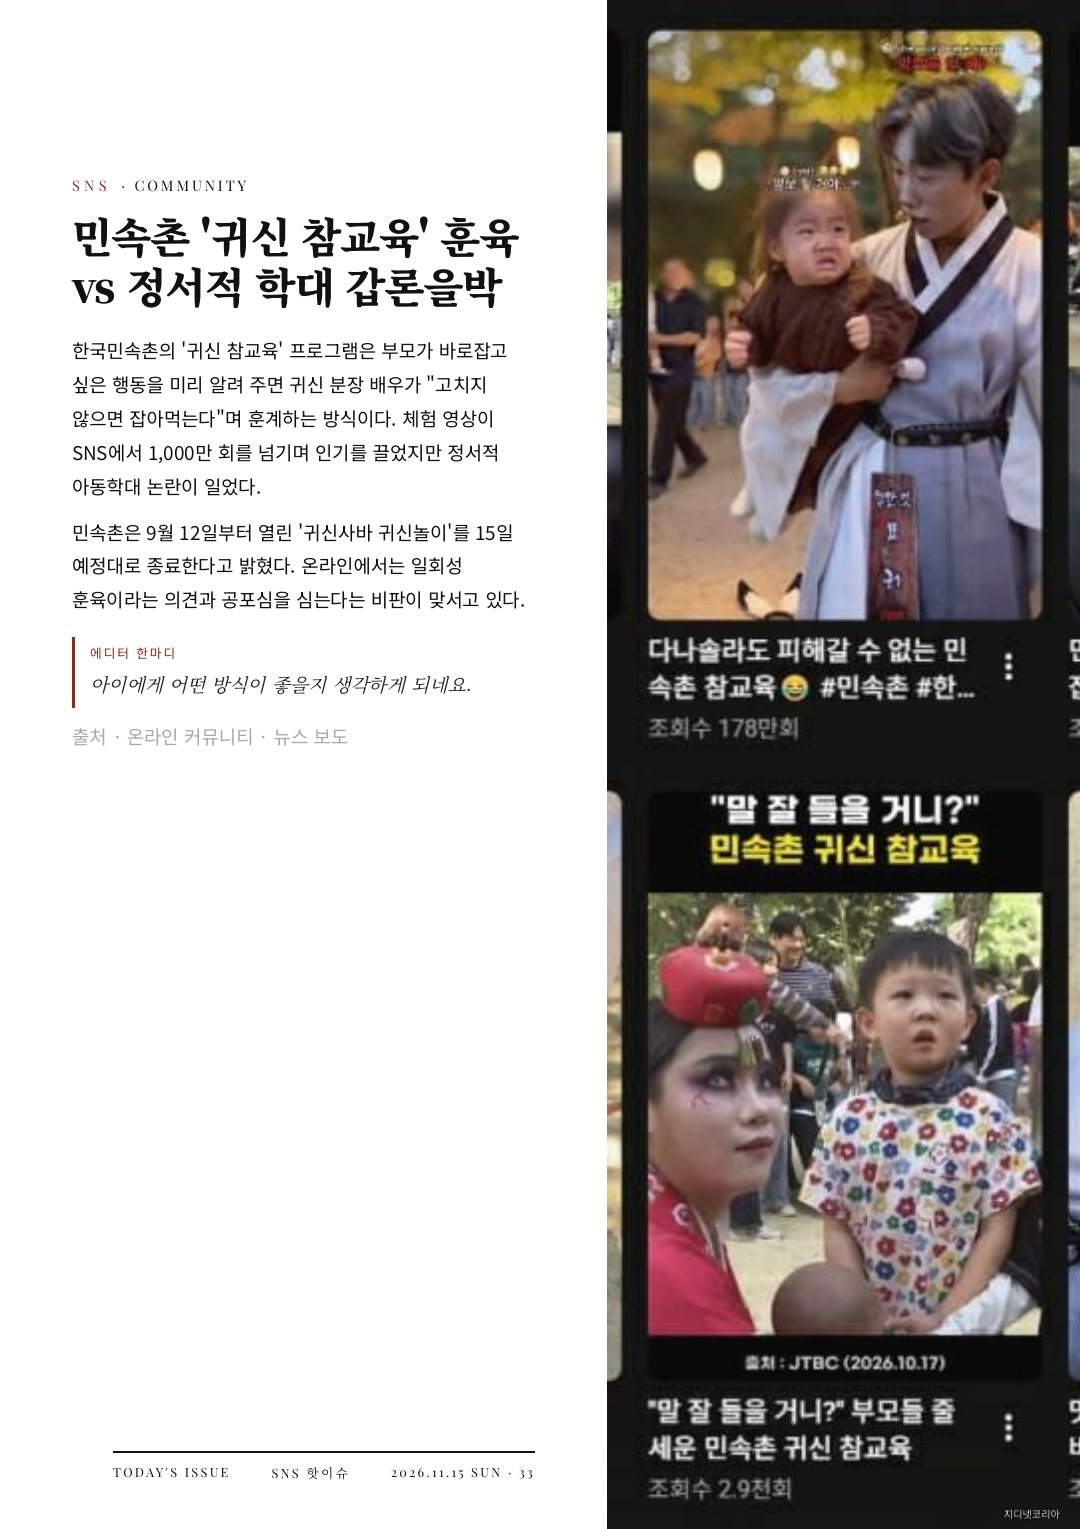 SNS · COMMUNITY
민속촌 '귀신 참교육' 훈육
vs 정서적 학대 갑론을박
한국민속촌의 '귀신 참교육' 프로그램은 부모가 바로잡고
싶은 행동을 미리 알려 주면 귀신 분장 배우가 "고치지
않으면 잡아먹는다"며 훈계하는 방식이다. 체험 영상이
SNS에서 1,000만 회를 넘기며 인기를 끌었지만 정서적
아동학대 논란이 일었다.
민속촌은 9월 12일부터 열린 '귀신사바 귀신놀이'를 15일
예정대로 종료한다고 밝혔다. 온라인에서는 일회성
훈육이라는 의견과 공포심을 심는다는 비판이 맞서고 있다.
에디터 한마디
아이에게 어떤 방식이 좋을지 생각하게 되네요.
출처 · 온라인 커뮤니티 · 뉴스 보도
TODAY'S ISSUE SNS 핫이슈 2026.11.15 SUN · 33
다나솔라도 피해갈 수 없는 민
속촌 참교육😂 #민속촌 #한...
조회수 178만회
"말 잘 들을 거니?"
민속촌 귀신 참교육
출처 : JTBC (2026.10.17)
"말 잘 들을 거니?" 부모들 줄
세운 민속촌 귀신 참교육
조회수 2.9천회
지디넷코리아